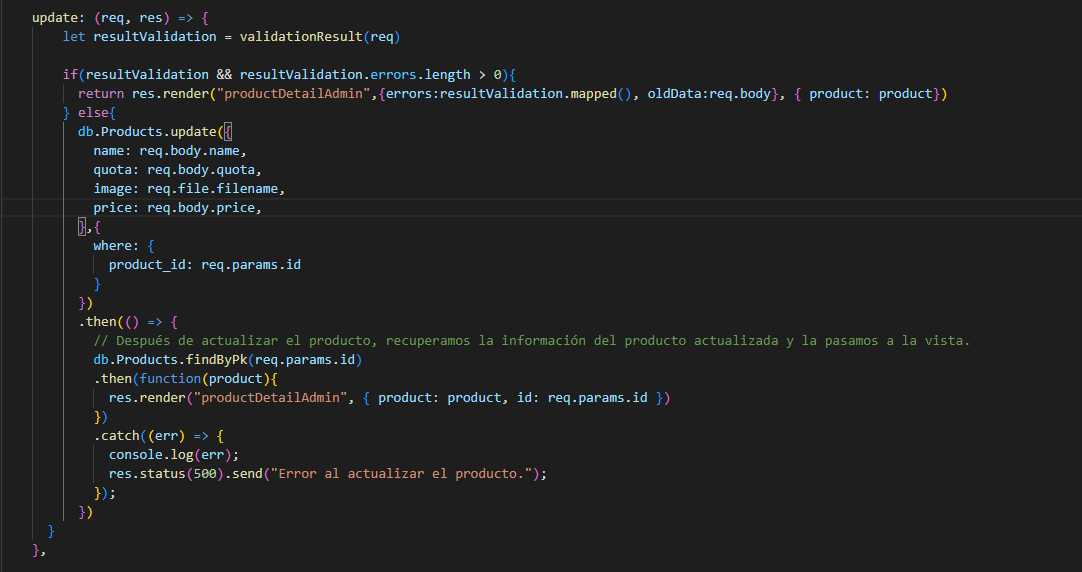 update: (req, res) => {
let resultValidation = validationResult(req)
if(resultValidation && resultValidation.errors.length > 0){
return res.render("productDetailAdmin",{errors:resultValidation.mapped(), oldData:req.body}, { product: product})
} else{
db.Products.update({
name: req.body.name,
quota: req.body.quota,
image: req.file.filename,
price: req.body.price,
},{
where: {
product_id: req.params.id
}
})
.then(() => {
// Después de actualizar el producto, recuperamos la información del producto actualizada y la pasamos a la vista.
db.Products.findByPk(req.params.id)
.then(function(product){
res.render("productDetailAdmin", { product: product, id: req.params.id })
})
.catch((err) => {
console.log(err);
res.status(500).send("Error al actualizar el producto.");
});
})
}
},